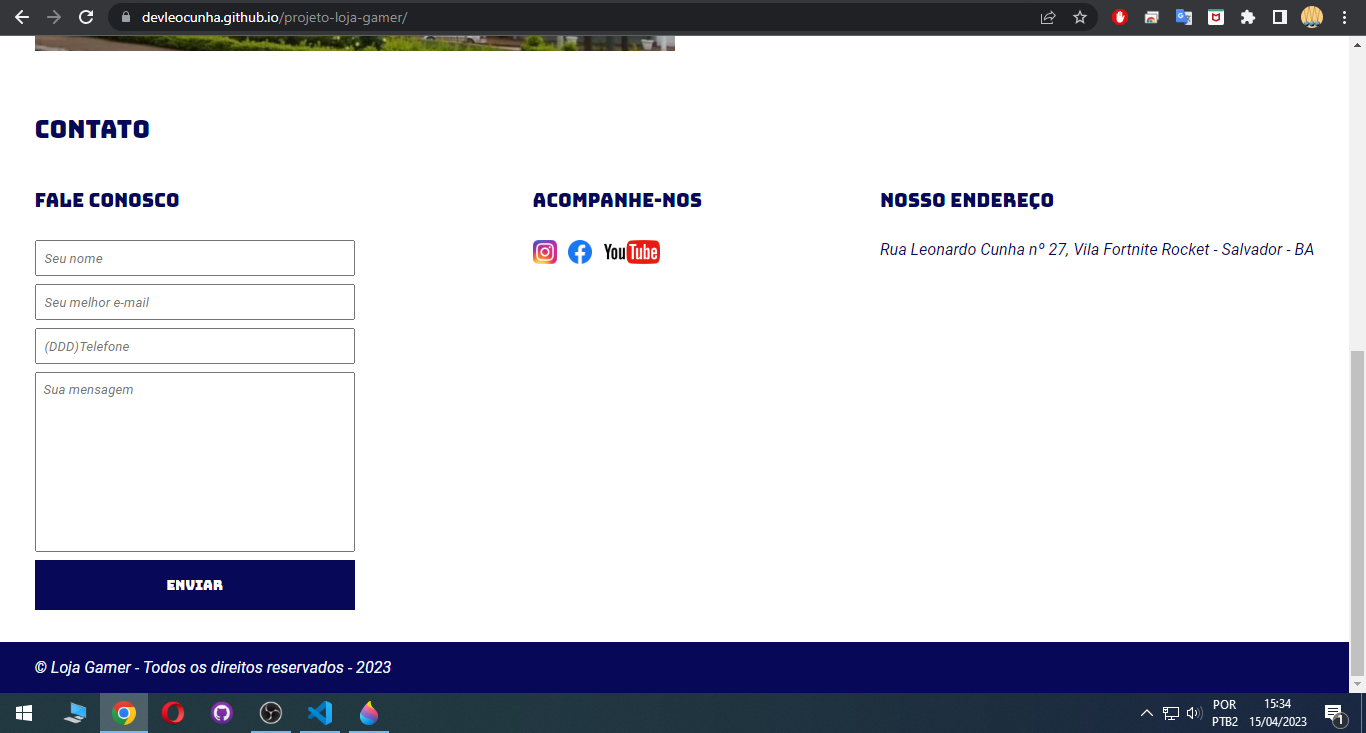 devleocunha.github.io/projeto-loja-gamer/
CONTATO
FALE CONOSCO
Seu nome
Seu melhor e-mail
(DDD)Telefone
Sua mensagem
ENVIAR
ACOMPANHE-NOS
YouTube
NOSSO ENDEREÇO
Rua Leonardo Cunha nº 27, Vila Fortnite Rocket - Salvador - BA
© Loja Gamer - Todos os direitos reservados - 2023
POR
PTB2
15:34
15/04/2023
1